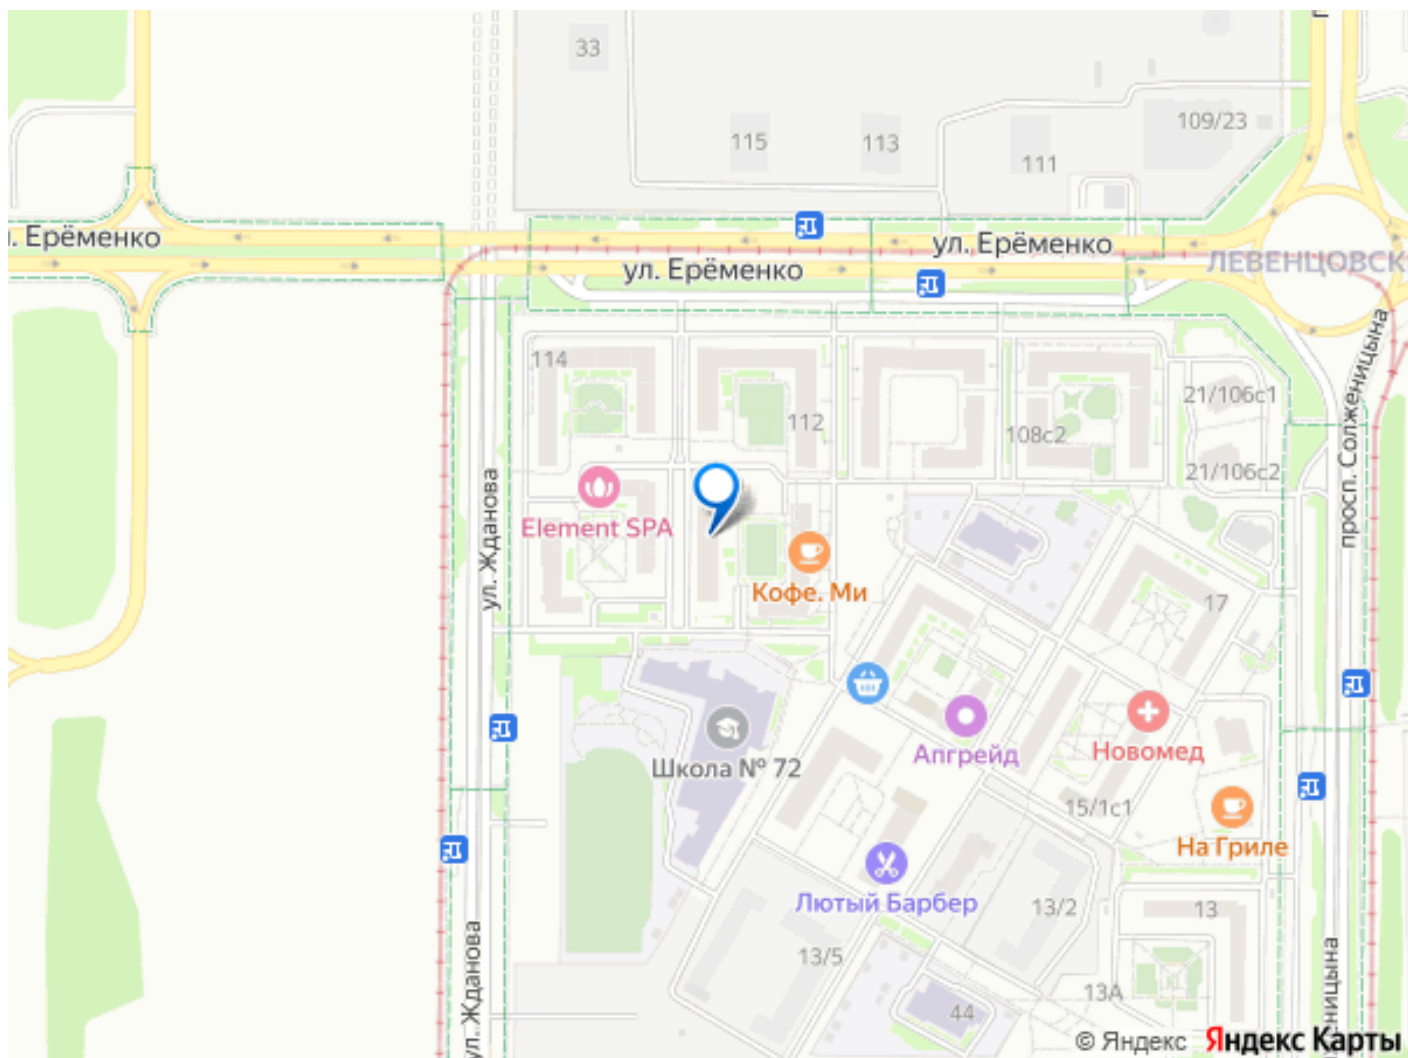 33
109/23
115
113
111
Ерёменко
ул. Ерёменко
ул. Ерёменко
ЛЕВЕНЦОВСК
114
112
108с2
21/106с1
21/106с2
просп. Солженицына
ул. Жданова
Element SPA
Кофе. Ми
17
Школа № 72
Апгрейд
Новомед
15/1с1
На Гриле
Лютый Барбер
13/2
13
13/5
13А
44
ул. Жданова
ницына
© Яндекс Яндекс Карты